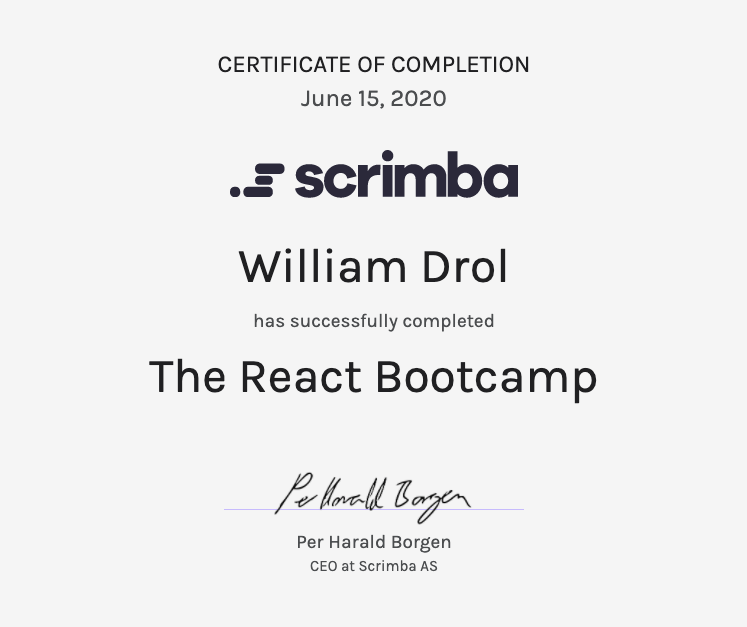 CERTIFICATE OF COMPLETION
June 15, 2020
scrimba
William Drol
has successfully completed
The React Bootcamp
Per Harald Borgen
Per Harald Borgen
CEO at Scrimba AS